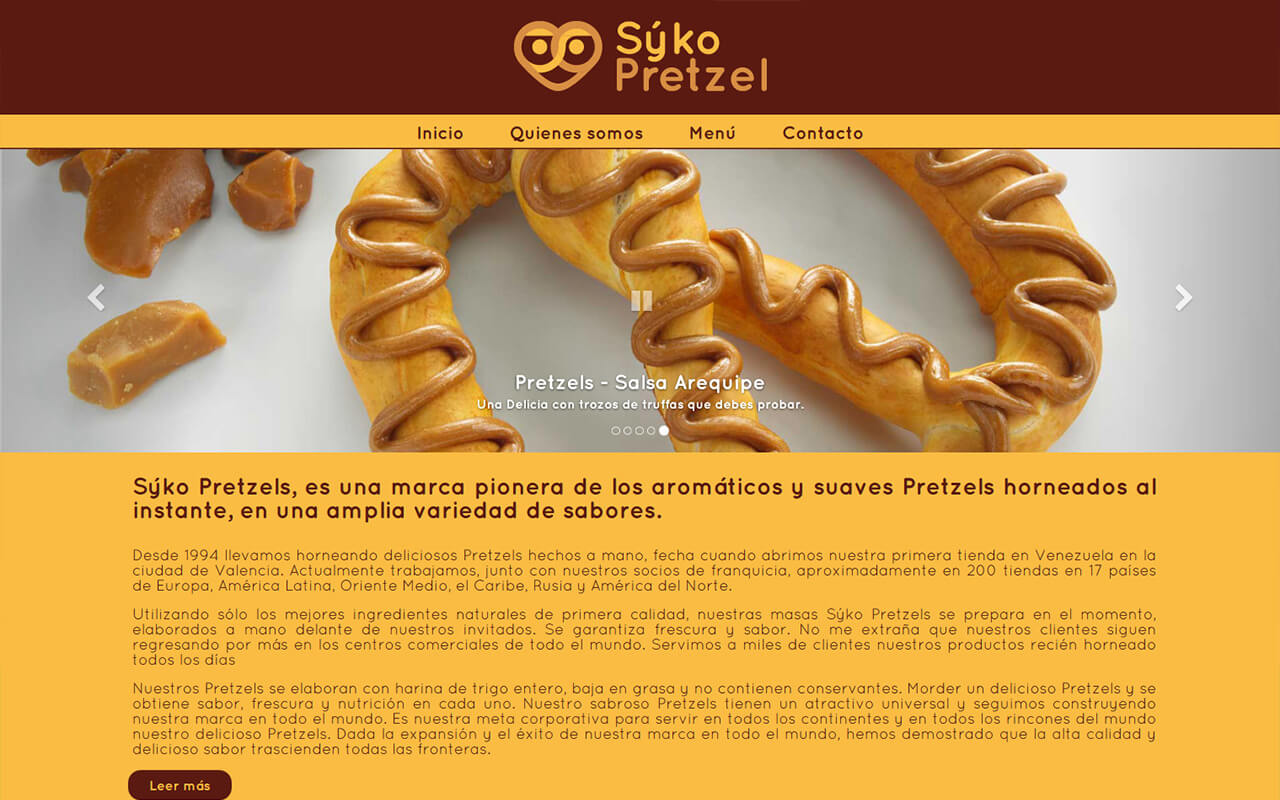 Sýko
Pretzel
Inicio Quienes somos Menú Contacto
Pretzels - Salsa Arequipe
Una Delicia con trozos de truffas que debes probar.
Sýko Pretzels, es una marca pionera de los aromáticos y suaves Pretzels horneados al
instante, en una amplia variedad de sabores.
Desde 1994 llevamos horneando deliciosos Pretzels hechos a mano, fecha cuando abrimos nuestra primera tienda en Venezuela en la
ciudad de Valencia. Actualmente trabajamos, junto con nuestros socios de franquicia, aproximadamente en 200 tiendas en 17 países
de Europa, América Latina, Oriente Medio, el Caribe, Rusia y América del Norte.
Utilizando sólo los mejores ingredientes naturales de primera calidad, nuestras masas Sýko Pretzels se prepara en el momento,
elaborados a mano delante de nuestros invitados. Se garantiza frescura y sabor. No me extraña que nuestros clientes siguen
regresando por más en los centros comerciales de todo el mundo. Servimos a miles de clientes nuestros productos recién horneado
todos los días
Nuestros Pretzels se elaboran con harina de trigo entero, baja en grasa y no contienen conservantes. Morder un delicioso Pretzels y se
obtiene sabor, frescura y nutrición en cada uno. Nuestro sabroso Pretzels tienen un atractivo universal y seguimos construyendo
nuestra marca en todo el mundo. Es nuestra meta corporativa para servir en todos los continentes y en todos los rincones del mundo
nuestro delicioso Pretzels. Dada la expansión y el éxito de nuestra marca en todo el mundo, hemos demostrado que la alta calidad y
delicioso sabor trascienden todas las fronteras.
Leer más